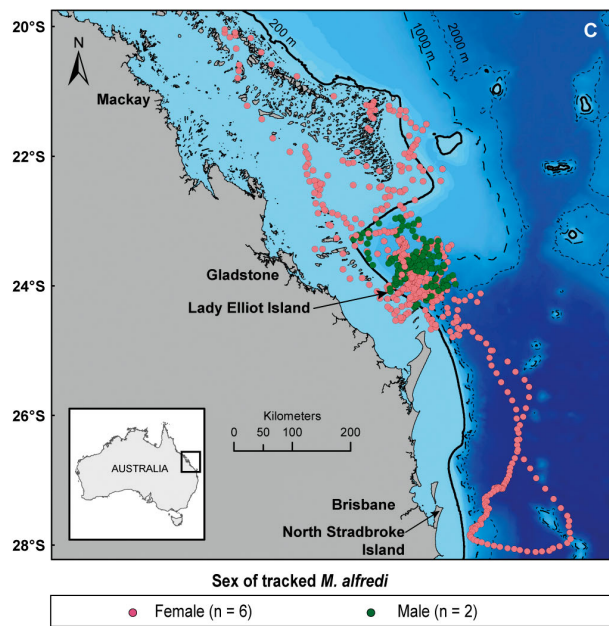 20°S
22°S
24°S
26°S
28°S
C
N
200 m
1000 m
2000 m
Mackay
Gladstone
Lady Elliot Island
Kilometers
0 50 100 200
AUSTRALIA
Brisbane
North Stradbroke
Island
Sex of tracked M. alfredi
Female (n = 6)
Male (n = 2)